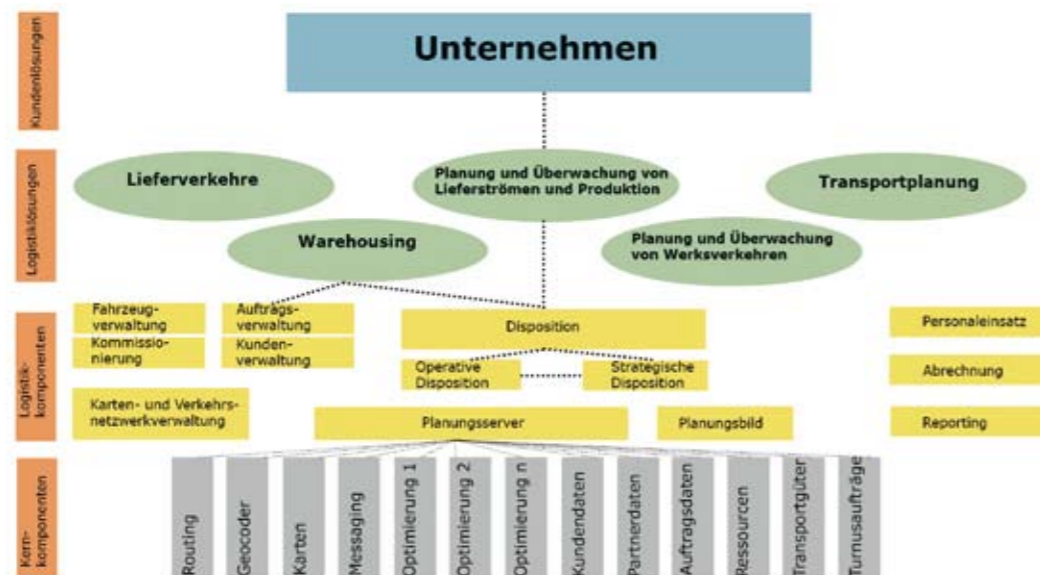 Kundenlösungen
Unternehmen
Logistiklösungen
Lieferverkehre
Planung und Überwachung von
Lieferströmen und Produktion
Transportplanung
Warehousing
Planung und Überwachung
von Werksverkehren
Logistik-
komponenten
Fahrzeug-
verwaltung
Auftrags-
verwaltung
Disposition
Personaleinsatz
Kommissio-
nierung
Kunden-
verwaltung
Operative
Disposition
Strategische
Disposition
Abrechnung
Karten- und Verkehrs-
netzwerkverwaltung
Planungsserver
Planungsbild
Reporting
Kern-
komponenten
Routing
Geocoder
Karten
Messaging
Optimierung 1
Optimierung 2
Optimierung n
Kundendaten
Partnerdaten
Auftragsdaten
Ressourcen
Transportgüter
Turnusaufträge